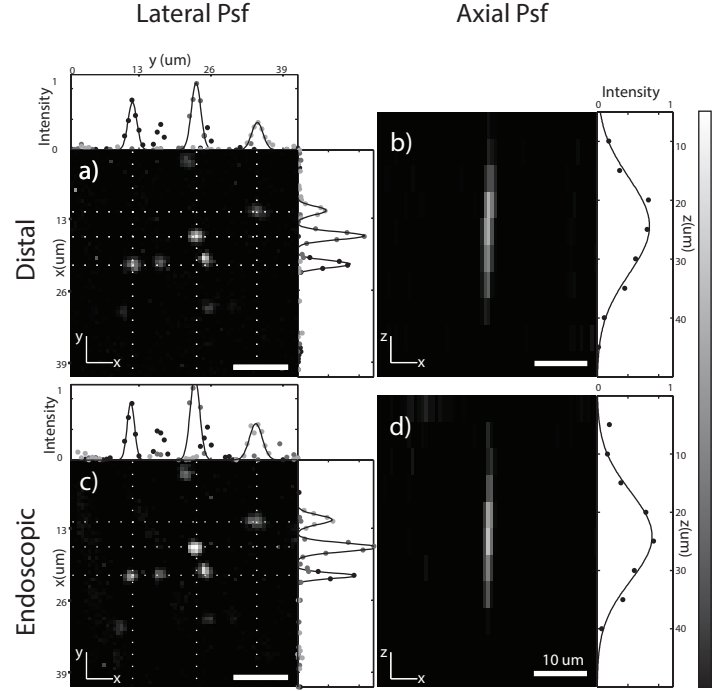 Lateral Psf
Axial Psf
y (um)
0 13 26 39
Intensity
1
0
Intensity
0 1
Distal
a)
x(um)
13
26
39
y
x
b)
z
x
10
20
30
40
z(um)
Intensity
1
0
0 1
Endoscopic
c)
x(um)
13
26
39
y
x
d)
z
x
10 um
10
20
30
40
z(um)